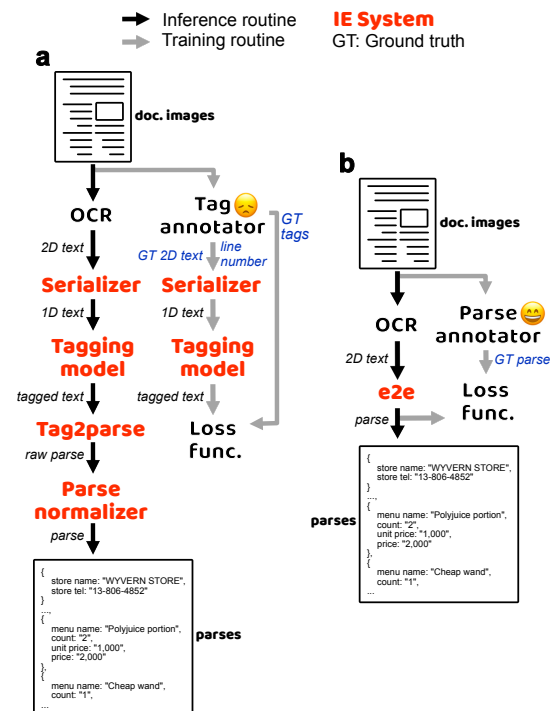 Inference routine
IE System
Training routine
GT: Ground truth
a
doc. images
OCR
Tag
annotator
GT
tags
2D text
GT 2D text
line
number
Serializer
Serializer
1D text
1D text
Tagging
model
Tagging
model
tagged text
tagged text
Tag2parse
Loss
func.
raw parse
Parse
normalizer
parse
{
store name: "WYVERN STORE",
store tel: "13-806-4852"
}
...,
{
menu name: "Polyjuice portion",
count: "2",
unit price: "1,000",
price: "2,000"
},
{
menu name: "Cheap wand",
count: "1",
...
parses
b
doc. images
OCR
Parse
annotator
2D text
GT parse
e2e
Loss
func.
parse
parses
{
store name: "WYVERN STORE",
store tel: "13-806-4852"
}
...,
{
menu name: "Polyjuice portion",
count: "2",
unit price: "1,000",
price: "2,000"
},
{
menu name: "Cheap wand",
count: "1",
...